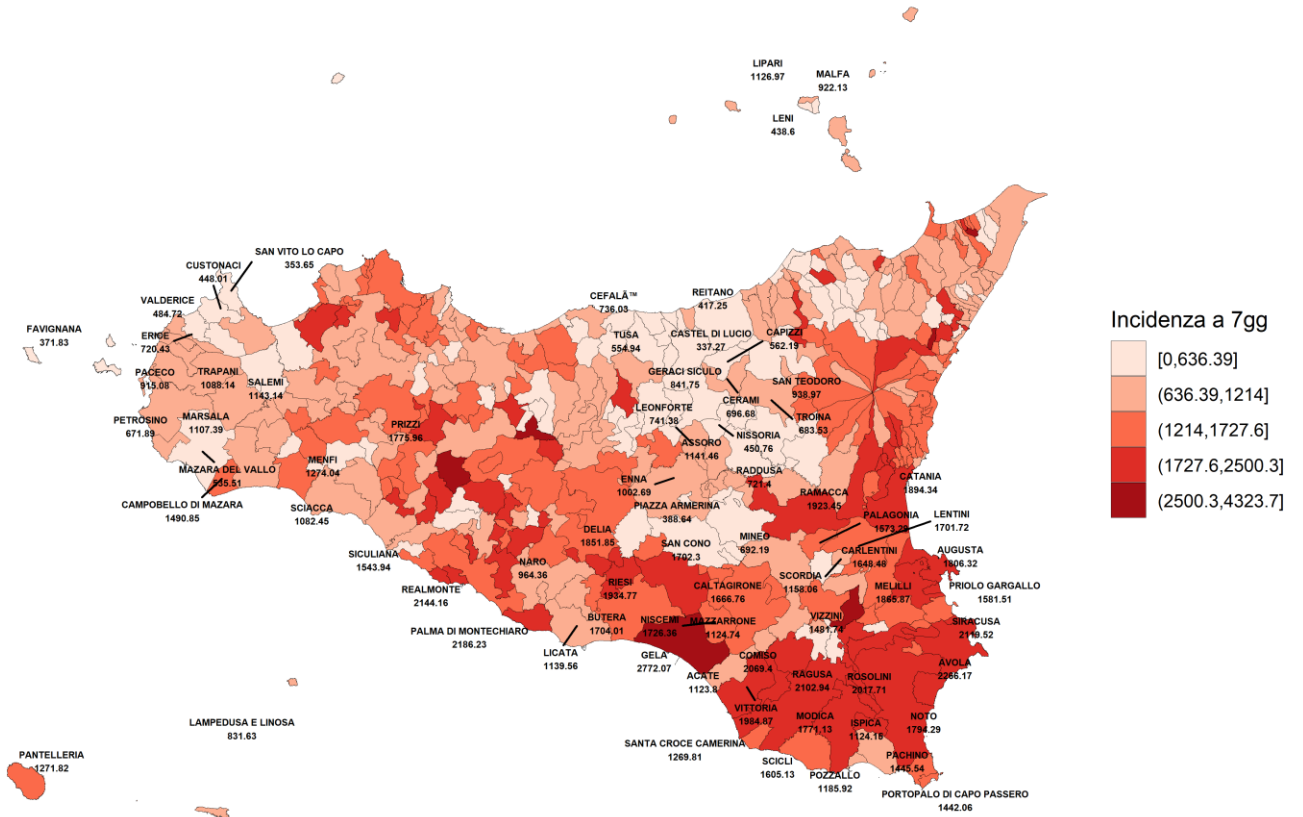 LIPARI
1126.97
MALFA
922.13
LENI
438.6
SAN VITO LO CAPO
353.65
CUSTONACI
448.01
VALDERICE
484.72
FAVIGNANA
371.83
ERICE
720.43
PACECO
915.08
TRAPANI
1088.14
SALEMI
1143.14
PETROSINO
671.89
MARSALA
1107.39
MAZARA DEL VALLO
535.51
CAMPOBELLO DI MAZARA
1490.85
MENFI
1274.04
SCIACCA
1082.45
PRIZZI
1775.96
CEFALÃ™
736.03
REITANO
417.25
TUSA
554.94
CASTEL DI LUCIO
337.27
CAPIZZI
562.19
GERACI SICULO
841.75
SAN TEODORO
938.97
CERAMI
696.68
LEONFORTE
741.38
TROINA
683.53
NISSORIA
450.76
ASSORO
1141.46
ENNA
1002.69
RADDUSA
721.4
PIAZZA ARMERINA
388.64
RAMACCA
1923.45
CATANIA
1894.34
PALAGONIA
1673.29
LENTINI
1701.72
DELIA
1851.85
SAN CONO
1702.3
MINEO
692.19
CARLENTINI
1648.48
AUGUSTA
1806.32
SICULIANA
1543.94
NARO
964.36
SCORDIA
1158.06
REALMONTE
2144.16
RIESI
1934.77
CALTAGIRONE
1666.76
MELILLI
1865.87
PRIOLO GARGALLO
1581.51
BUTERA
1704.01
NISCEMI
1726.36
MAZZARRONE
1124.74
VIZZINI
1481.74
SIRACUSA
2119.52
PALMA DI MONTECHIARO
2186.23
LICATA
1139.56
GELA
2772.07
COMISO
2069.4
AVOLA
2266.17
ACATE
1123.8
RAGUSA
2102.94
ROSOLINI
2017.71
VITTORIA
1984.87
MODICA
1771.13
ISPICA
1124.18
NOTO
1794.29
SANTA CROCE CAMERINA
1269.81
SCICLI
1605.13
POZZALLO
1185.92
PACHINO
1445.54
PORTOPALO DI CAPO PASSERO
1442.06
LAMPEDUSA E LINOSA
831.63
PANTELLERIA
1271.82
Incidenza a 7gg
[0,636.39]
(636.39,1214]
(1214,1727.6]
(1727.6,2500.3]
(2500.3,4323.7]